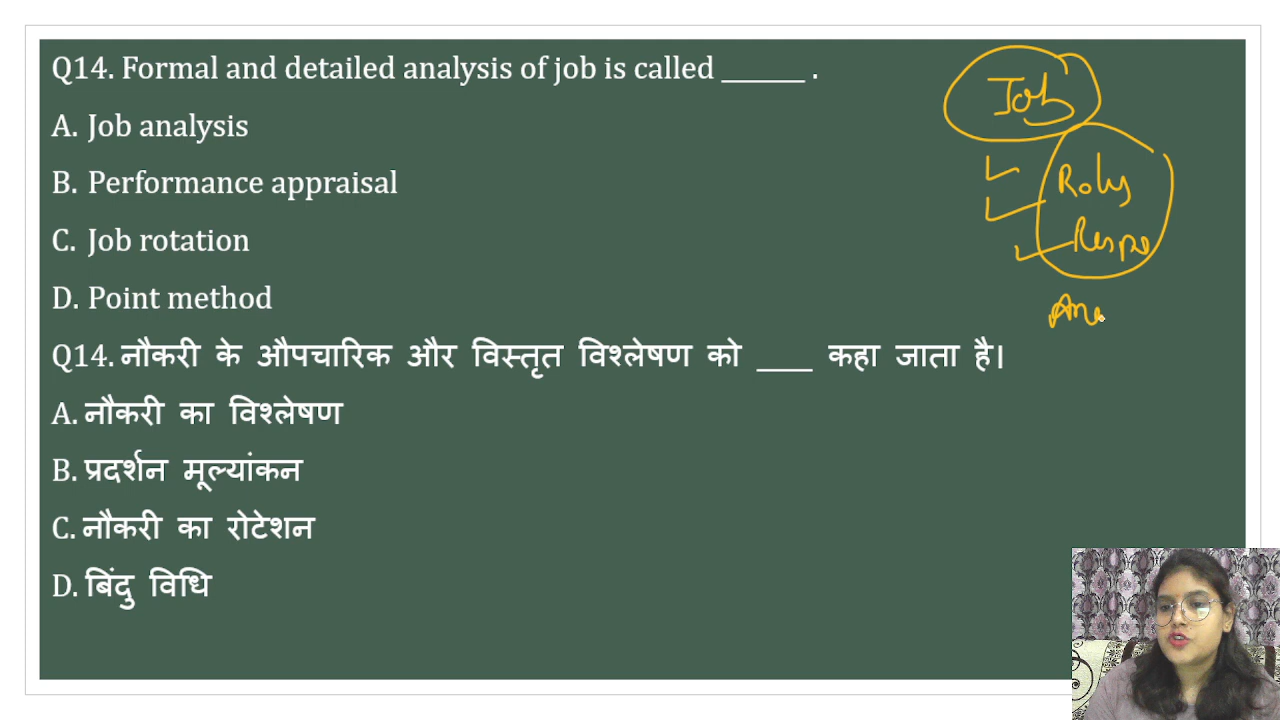 Q14. Formal and detailed analysis of job is called ______ .
A. Job analysis
B. Performance appraisal
C. Job rotation
D. Point method
Q14. नौकरी के औपचारिक और विस्तृत विश्लेषण को ____ कहा जाता है।
A. नौकरी का विश्लेषण
B. प्रदर्शन मूल्यांकन
C. नौकरी का रोटेशन
D. बिंदु विधि
Job